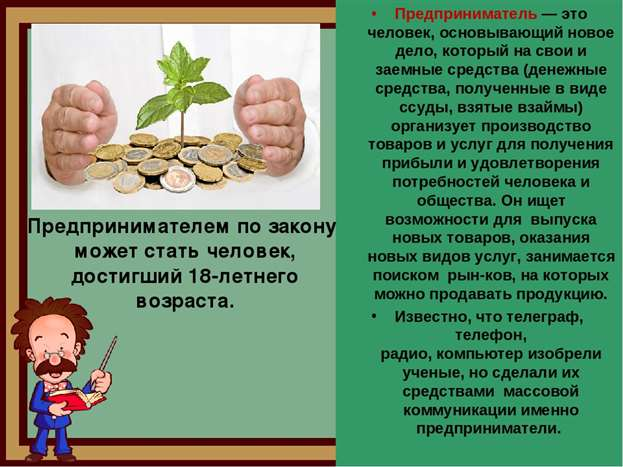 Предпринимателем по закону
может стать человек,
достигший 18-летнего
возраста.
• Предприниматель — это
человек, основывающий новое
дело, который на свои и
заемные средства (денежные
средства, полученные в виде
ссуды, взятые взаймы)
организует производство
товаров и услуг для получения
прибыли и удовлетворения
потребностей человека и
общества. Он ищет
возможности для выпуска
новых товаров, оказания
новых видов услуг, занимается
поиском рын-ков, на которых
можно продавать продукцию.
• Известно, что телеграф,
телефон,
радио, компьютер изобрели
ученые, но сделали их
средствами массовой
коммуникации именно
предприниматели.